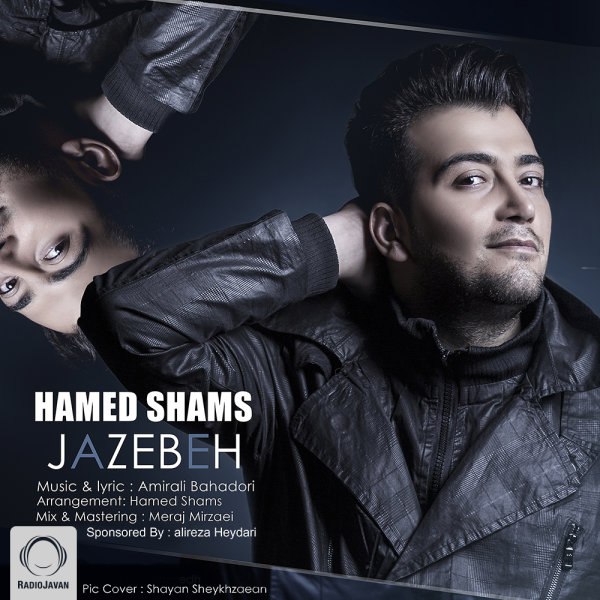 HAMED SHAMS
JAZEBEH
Music & lyric : Amirali Bahadori
Arrangement: Hamed Shams
Mix & Mastering : Meraj Mirzaei
Sponsored By : alireza Heydari
RADIOJAVAN
Pic Cover : Shayan Sheykhzaean